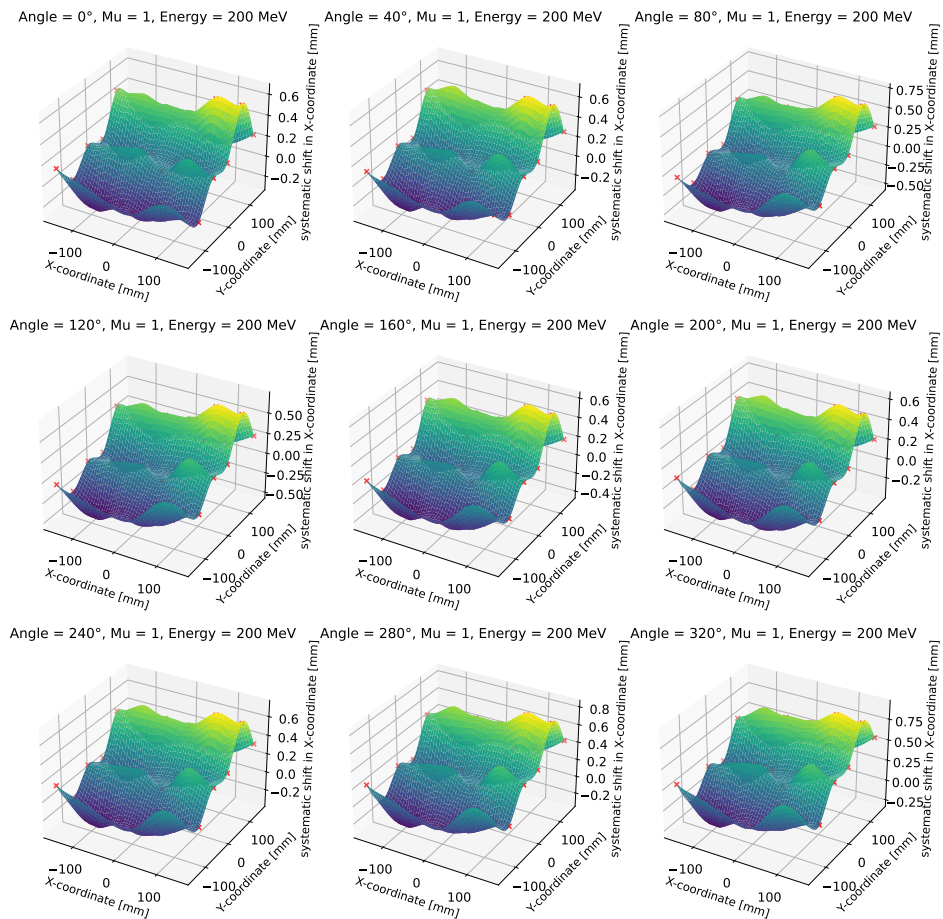 Angle = 0°, Mu = 1, Energy = 200 MeV
0.6
0.4
0.2
0.0
−0.2
systematic shift in X-coordinate [mm]
−100
0
100
X-coordinate [mm]
−100
0
100
Y-coordinate [mm]
Angle = 40°, Mu = 1, Energy = 200 MeV
0.6
0.4
0.2
0.0
−0.2
systematic shift in X-coordinate [mm]
−100
0
100
X-coordinate [mm]
−100
0
100
Y-coordinate [mm]
Angle = 80°, Mu = 1, Energy = 200 MeV
0.75
0.50
0.25
0.00
−0.25
−0.50
systematic shift in X-coordinate [mm]
−100
0
100
X-coordinate [mm]
−100
0
100
Y-coordinate [mm]
Angle = 120°, Mu = 1, Energy = 200 MeV
0.50
0.25
0.00
−0.25
−0.50
systematic shift in X-coordinate [mm]
−100
0
100
X-coordinate [mm]
−100
0
100
Y-coordinate [mm]
Angle = 160°, Mu = 1, Energy = 200 MeV
0.6
0.4
0.2
0.0
−0.2
−0.4
systematic shift in X-coordinate [mm]
−100
0
100
X-coordinate [mm]
−100
0
100
Y-coordinate [mm]
Angle = 200°, Mu = 1, Energy = 200 MeV
0.6
0.4
0.2
0.0
−0.2
systematic shift in X-coordinate [mm]
−100
0
100
X-coordinate [mm]
−100
0
100
Y-coordinate [mm]
Angle = 240°, Mu = 1, Energy = 200 MeV
0.6
0.4
0.2
0.0
−0.2
systematic shift in X-coordinate [mm]
−100
0
100
X-coordinate [mm]
−100
0
100
Y-coordinate [mm]
Angle = 280°, Mu = 1, Energy = 200 MeV
0.8
0.6
0.4
0.2
0.0
−0.2
systematic shift in X-coordinate [mm]
−100
0
100
X-coordinate [mm]
−100
0
100
Y-coordinate [mm]
Angle = 320°, Mu = 1, Energy = 200 MeV
0.75
0.50
0.25
0.00
−0.25
systematic shift in X-coordinate [mm]
−100
0
100
X-coordinate [mm]
−100
0
100
Y-coordinate [mm]